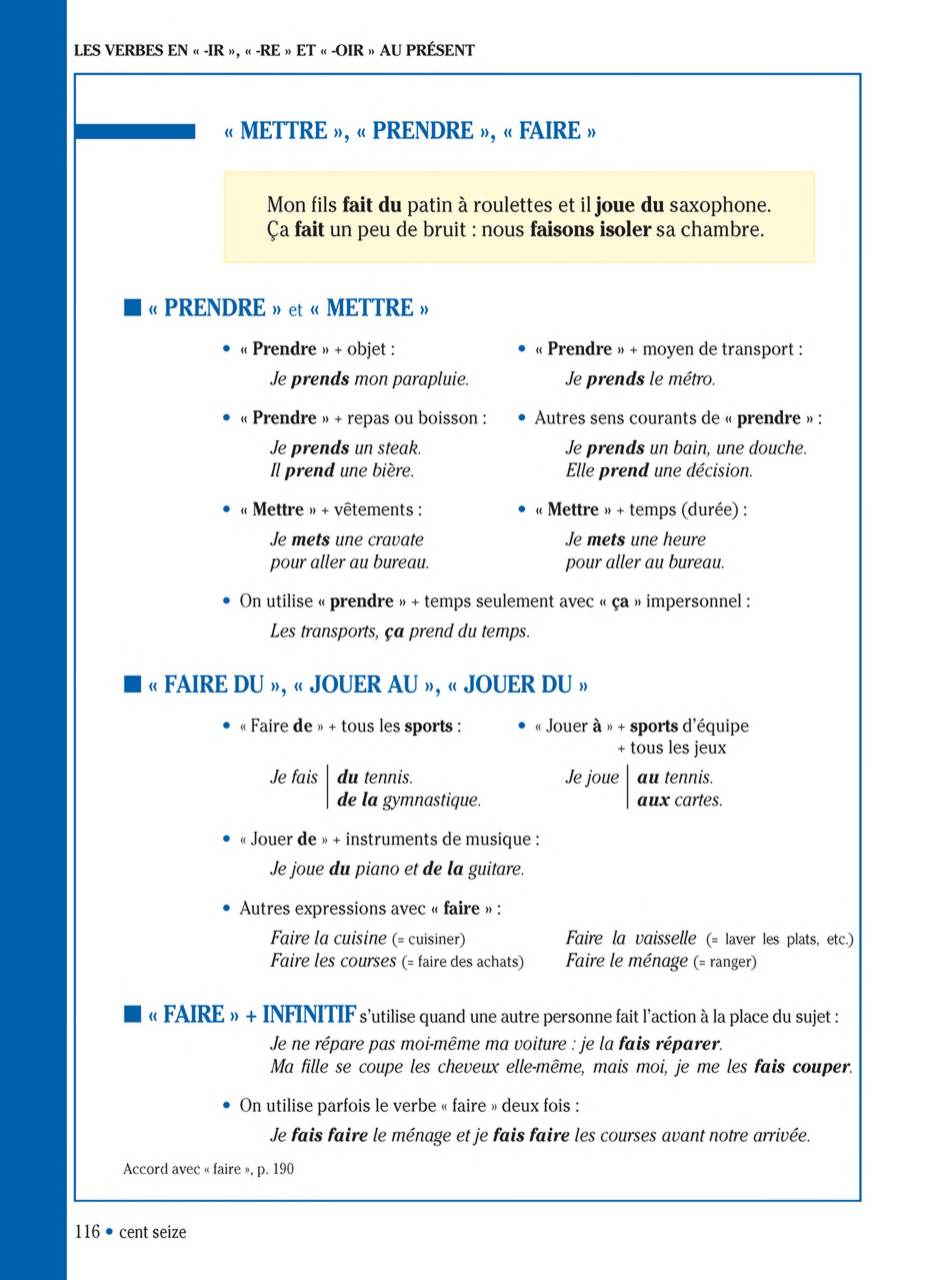 LES VERBES EN « -IR », « -RE » ET « -OIR » AU PRÉSENT
« METTRE », « PRENDRE », « FAIRE »
Mon fils fait du patin à roulettes et il joue du saxophone.
Ça fait un peu de bruit : nous faisons isoler sa chambre.
■ « PRENDRE » et « METTRE »
• « Prendre » + objet :
Je prends mon parapluie.
• « Prendre » + moyen de transport :
Je prends le métro.
• « Prendre » + repas ou boisson :
Je prends un steak.
Il prend une bière.
• Autres sens courants de « prendre » :
Je prends un bain, une douche.
Elle prend une décision.
• « Mettre » + vêtements :
Je mets une cravate
pour aller au bureau.
• « Mettre » + temps (durée) :
Je mets une heure
pour aller au bureau.
• On utilise « prendre » + temps seulement avec « ça » impersonnel :
Les transports, ça prend du temps.
■ « FAIRE DU », « JOUER AU », « JOUER DU »
• « Faire de » + tous les sports :
Je fais du tennis.
de la gymnastique.
• « Jouer à » + sports d'équipe
+ tous les jeux
Je joue au tennis.
aux cartes.
• « Jouer de » + instruments de musique :
Je joue du piano et de la guitare.
• Autres expressions avec « faire » :
Faire la cuisine (= cuisiner)
Faire les courses (= faire des achats)
Faire la vaisselle (= laver les plats, etc.)
Faire le ménage (= ranger)
■ « FAIRE » + INFINITIF s'utilise quand une autre personne fait l'action à la place du sujet :
Je ne répare pas moi-même ma voiture : je la fais réparer.
Ma fille se coupe les cheveux elle-même, mais moi, je me les fais couper.
• On utilise parfois le verbe « faire » deux fois :
Je fais faire le ménage et je fais faire les courses avant notre arrivée.
Accord avec « faire », p. 190
116 • cent seize